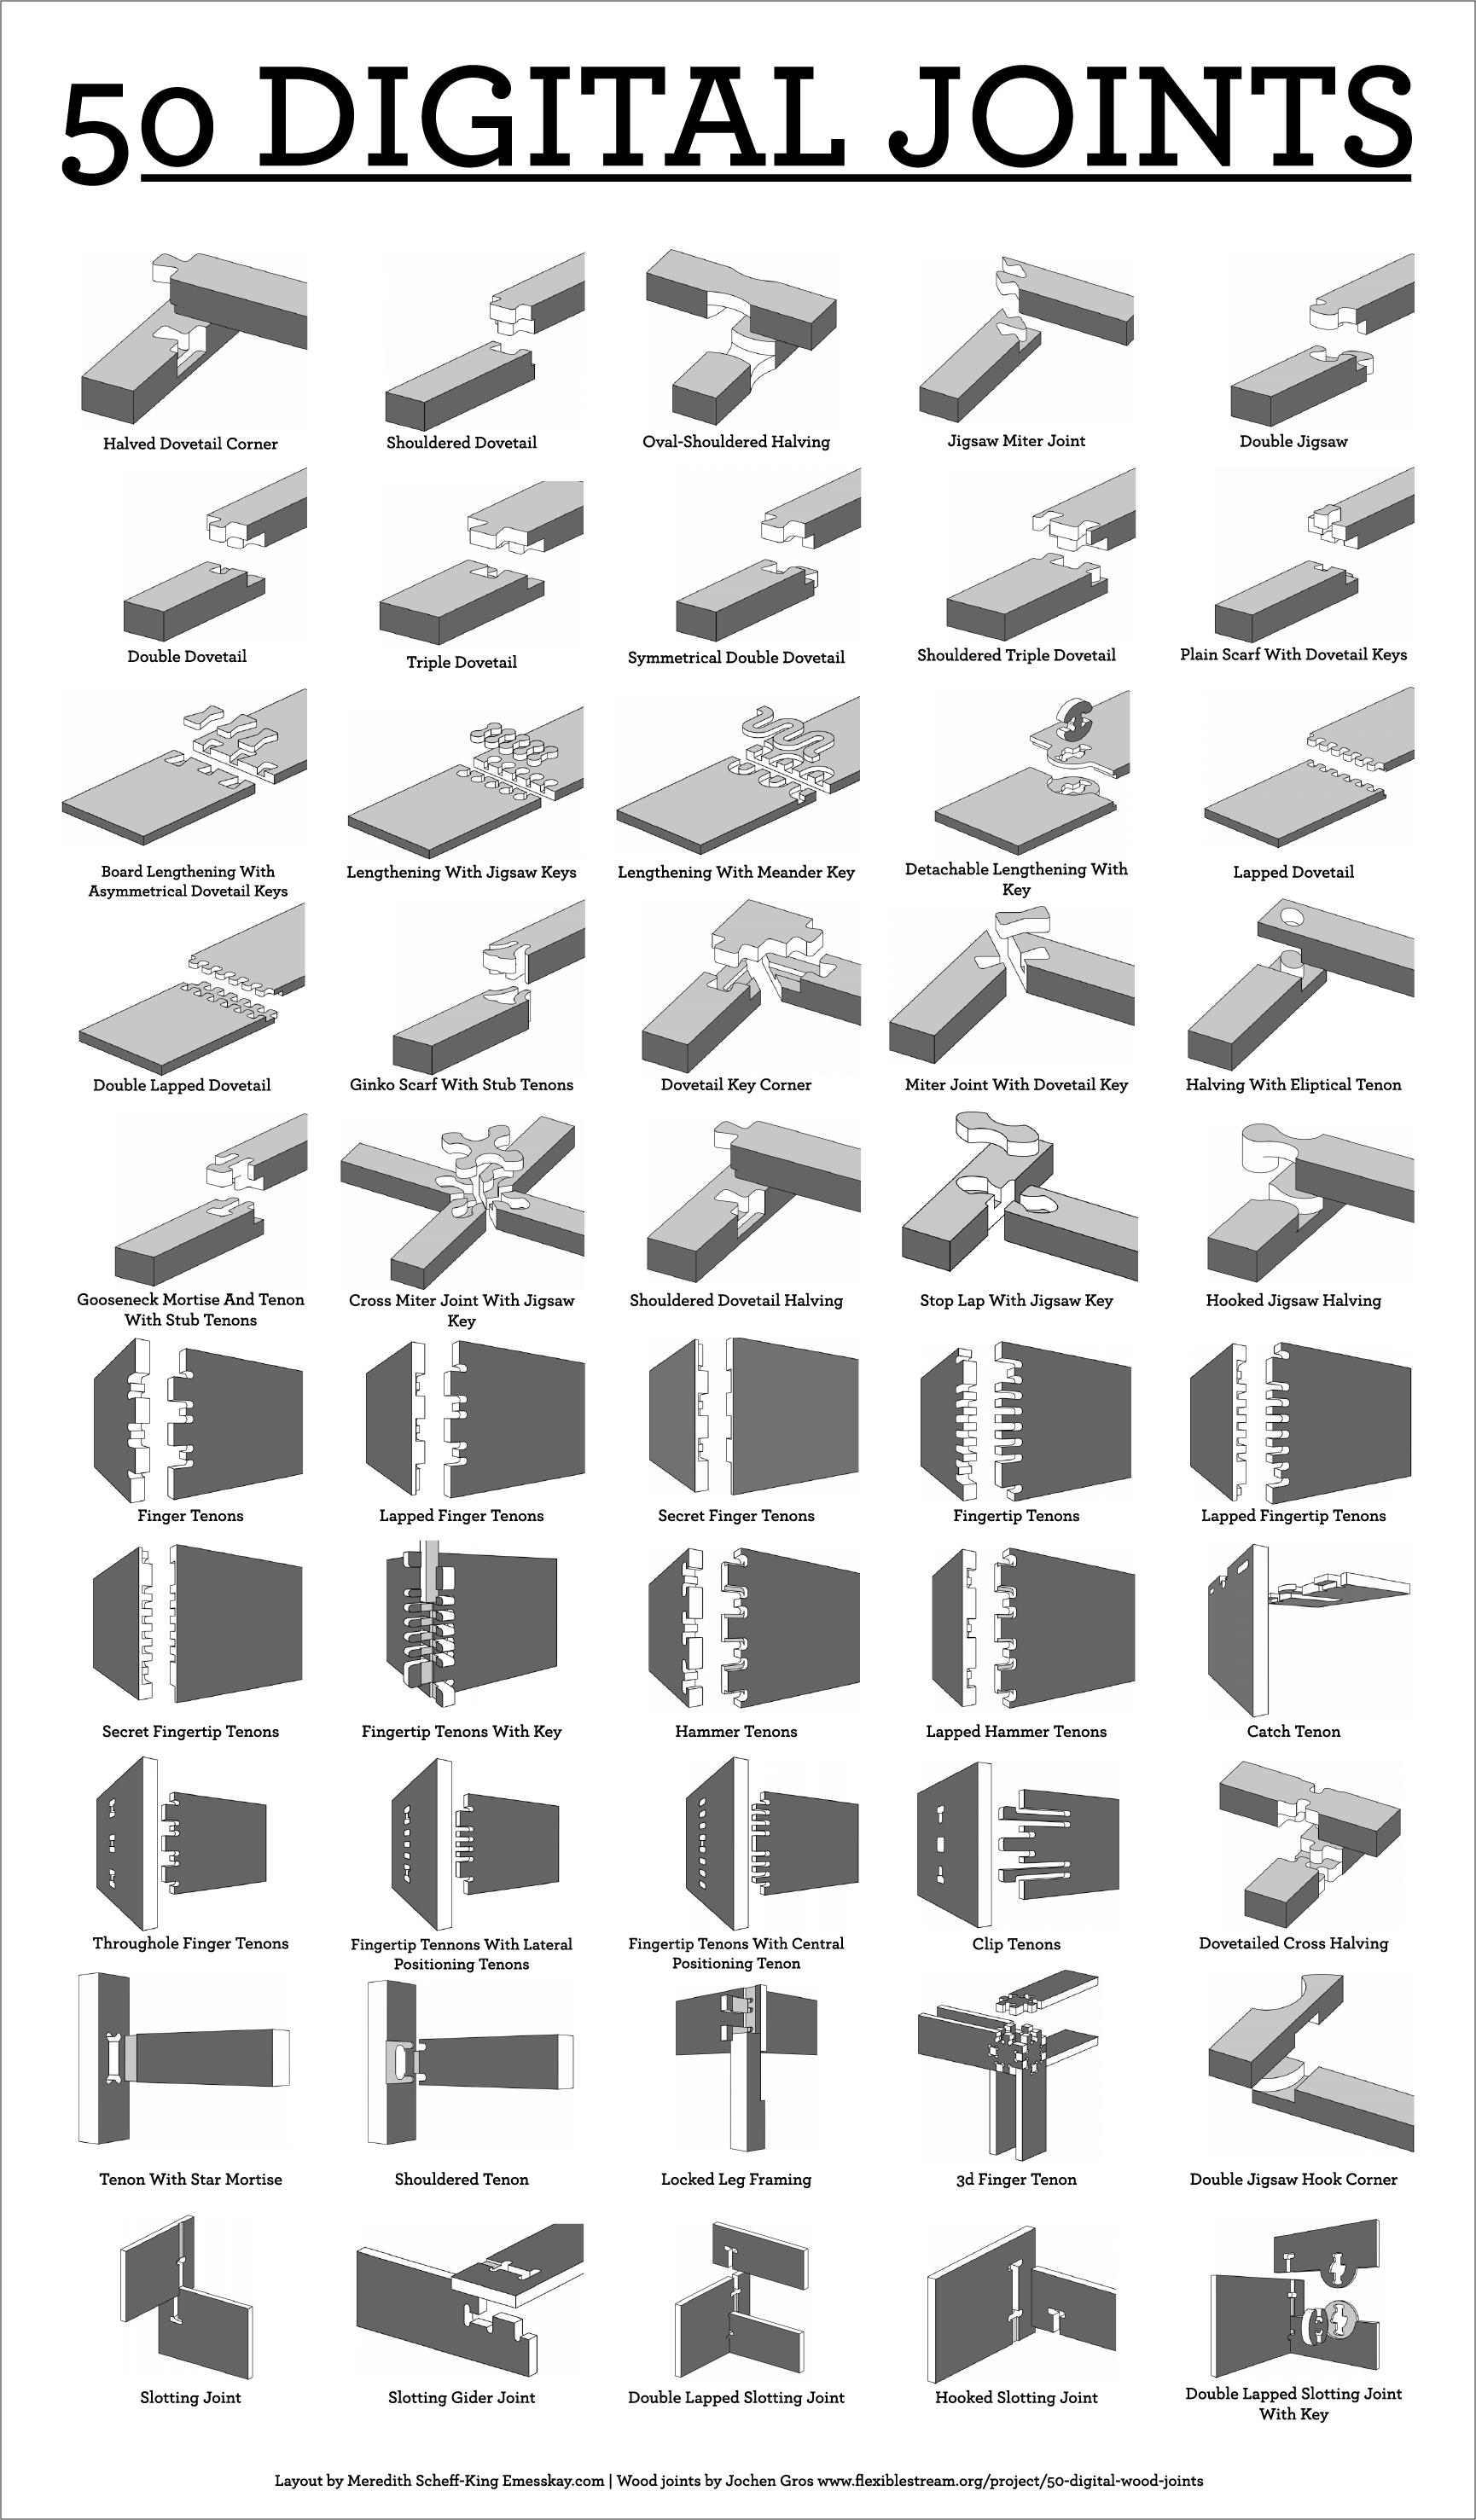 50 DIGITAL JOINTS
Halved Dovetail Corner
Shouldered Dovetail
Oval-Shouldered Halving
Jigsaw Miter Joint
Double Jigsaw
Double Dovetail
Triple Dovetail
Symmetrical Double Dovetail
Shouldered Triple Dovetail
Plain Scarf With Dovetail Keys
Board Lengthening With
Asymmetrical Dovetail Keys
Lengthening With Jigsaw Keys
Lengthening With Meander Key
Detachable Lengthening With
Key
Lapped Dovetail
Double Lapped Dovetail
Ginko Scarf With Stub Tenons
Dovetail Key Corner
Miter Joint With Dovetail Key
Halving With Eliptical Tenon
Gooseneck Mortise And Tenon
With Stub Tenons
Cross Miter Joint With Jigsaw
Key
Shouldered Dovetail Halving
Stop Lap With Jigsaw Key
Hooked Jigsaw Halving
Finger Tenons
Lapped Finger Tenons
Secret Finger Tenons
Fingertip Tenons
Lapped Fingertip Tenons
Secret Fingertip Tenons
Fingertip Tenons With Key
Hammer Tenons
Lapped Hammer Tenons
Catch Tenon
Throughhole Finger Tenons
Fingertip Tennons With Lateral
Positioning Tenons
Fingertip Tenons With Central
Positioning Tenon
Clip Tenons
Dovetailed Cross Halving
Tenon With Star Mortise
Shouldered Tenon
Locked Leg Framing
3d Finger Tenon
Double Jigsaw Hook Corner
Slotting Joint
Slotting Gider Joint
Double Lapped Slotting Joint
Hooked Slotting Joint
Double Lapped Slotting Joint
With Key
Layout by Meredith Scheff-King Emesskay.com | Wood joints by Jochen Gros www.flexiblestream.org/project/50-digital-wood-joints